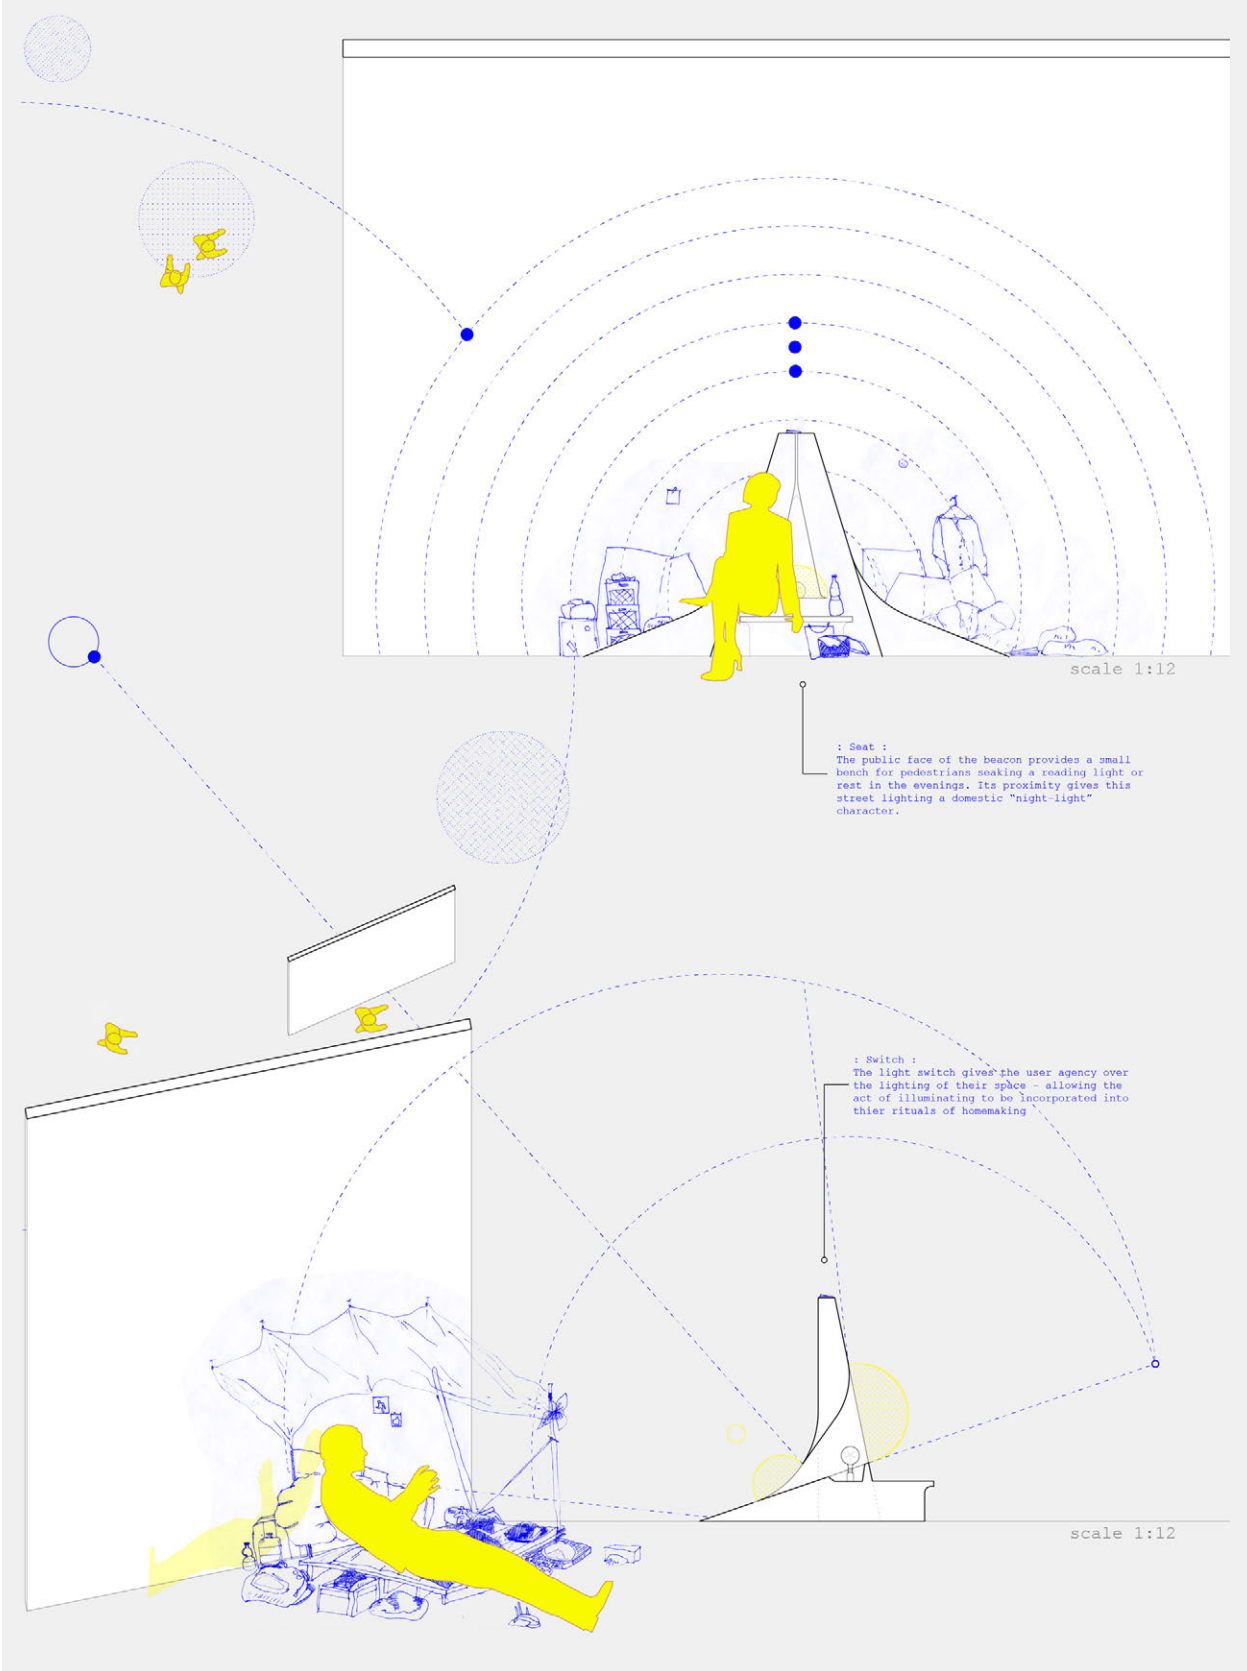 scale 1:12
: Seat :
The public face of the beacon provides a small
bench for pedestrians seaking a reading light or
rest in the evenings. Its proximity gives this
street lighting a domestic “night-light”
character.
: Switch :
The light switch gives the user agency over
the lighting of their space - allowing the
act of illuminating to be incorporated into
thier rituals of homemaking
scale 1:12